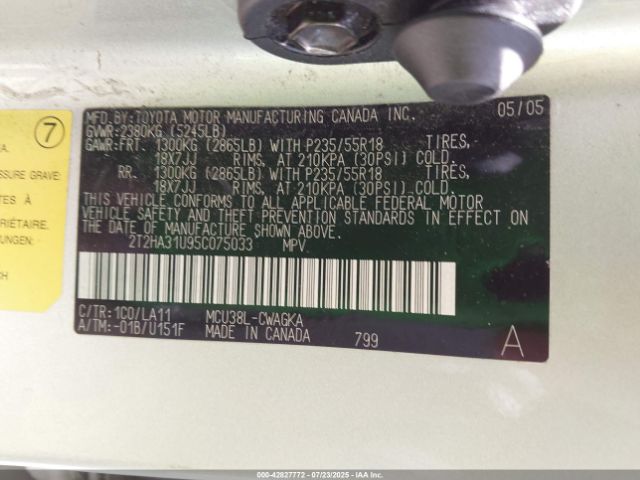 MFD.BY:TOYOTA MOTOR MANUFACTURING CANADA INC. 05/05
GVWR:2380KG (5245LB)
GAWR:FRT. 1300KG (2865LB) WITH P235/55R18 TIRES,
18X7JJ RIMS, AT 210KPA (30PSI) COLD.
RR. 1300KG (2865LB) WITH P235/55R18 TIRES,
18X7JJ RIMS, AT 210KPA (30PSI) COLD.
THIS VEHICLE CONFORMS TO ALL APPLICABLE FEDERAL MOTOR
VEHICLE SAFETY AND THEFT PREVENTION STANDARDS IN EFFECT ON
THE DATE OF MANUFACTURE SHOWN ABOVE.
2T2HA31U95C075033 MPV
C/TR:1C0/LA11 MCU38L-CWAGKA
A/TM:-01B/U151F MADE IN CANADA 799 A
7
EA.
SSURE GRAVE
TÉS À
PRIÉTAIRE.
UNGEN:
CH
000-42827772 | 07/23/2025 | IAA Inc.